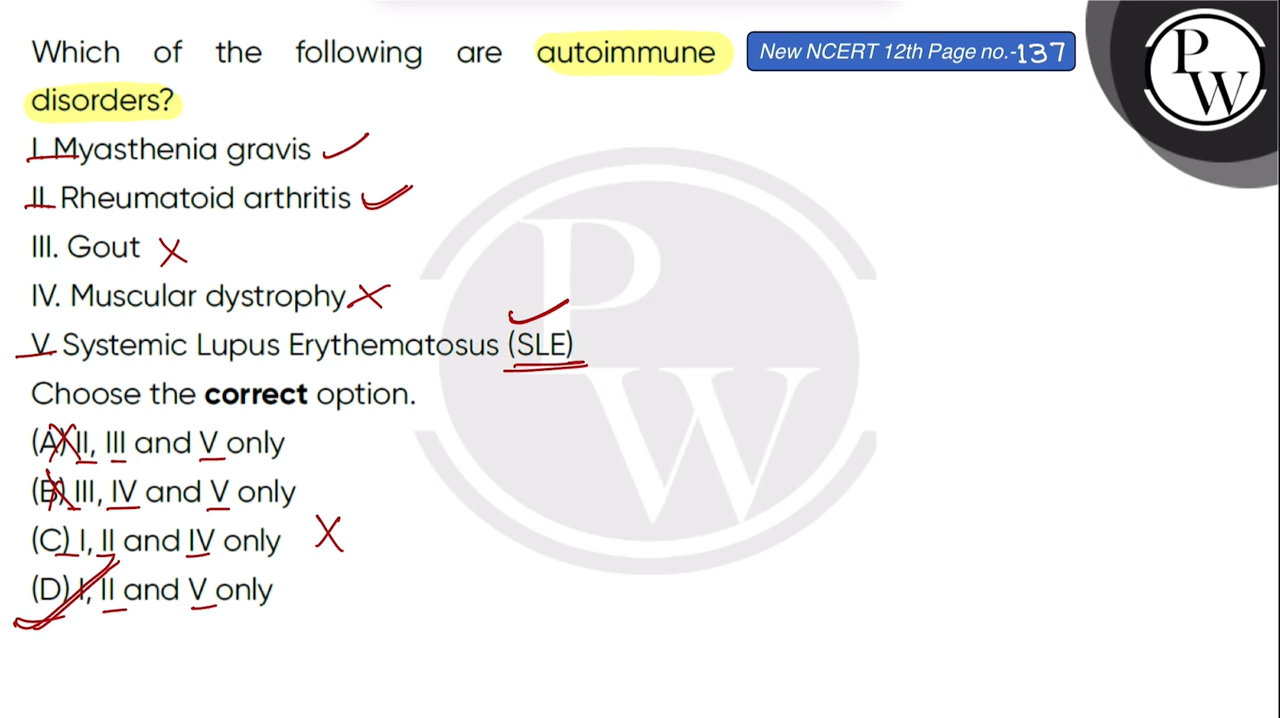 Which of the following are autoimmune
disorders?
New NCERT 12th Page no.-137
PW
I. Myasthenia gravis
II. Rheumatoid arthritis
III. Gout
IV. Muscular dystrophy
V. Systemic Lupus Erythematosus (SLE)
Choose the correct option.
(A) II, III and V only
(B) III, IV and V only
(C) I, II and IV only
(D) I, II and V only
PW